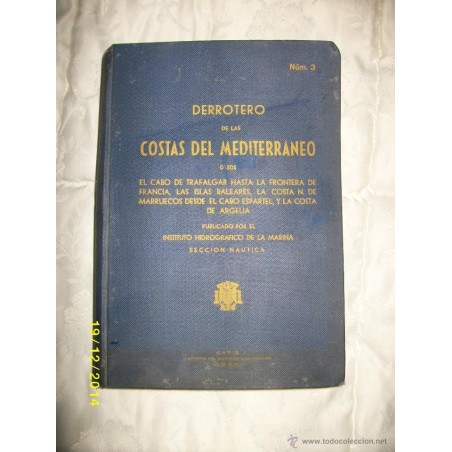 Núm. 3
DERROTERO
DE LAS
COSTAS DEL MEDITERRANEO
O SEA
EL CABO DE TRAFALGAR HASTA LA FRONTERA DE
FRANCIA, LAS ISLAS BALEARES, LA COSTA N. DE
MARRUECOS DESDE EL CABO ESPARTEL, Y LA COSTA
DE ARGELIA
PUBLICADO POR EL
INSTITUTO HIDROGRAFICO DE LA MARINA
SECCION NAUTICA
19/12/2014
© www.todocoleccion.net